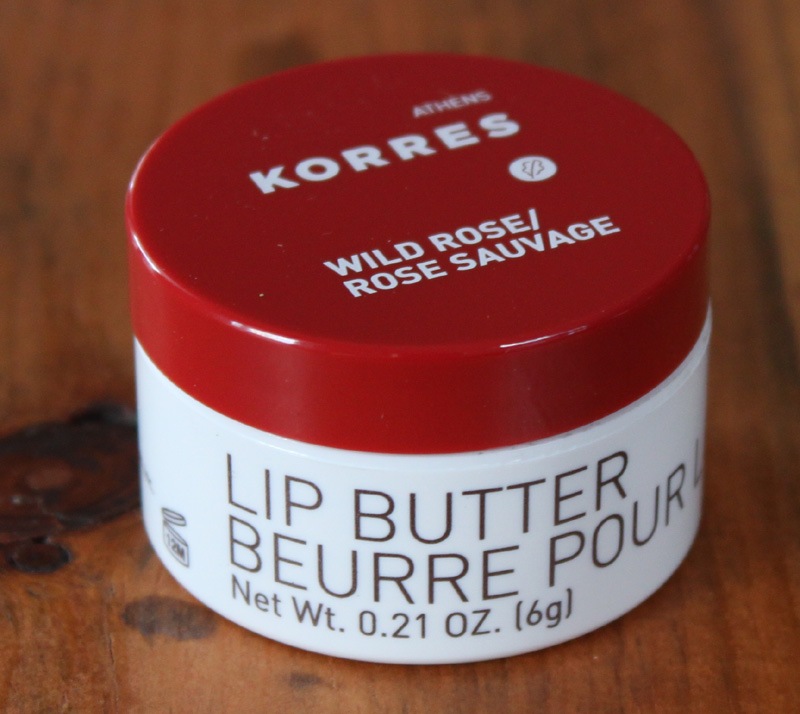 ATHENS
KORRES
WILD ROSE/
ROSE SAUVAGE
LIP BUTTER
BEURRE POUR
Net Wt. 0.21 OZ. (6g)
12M